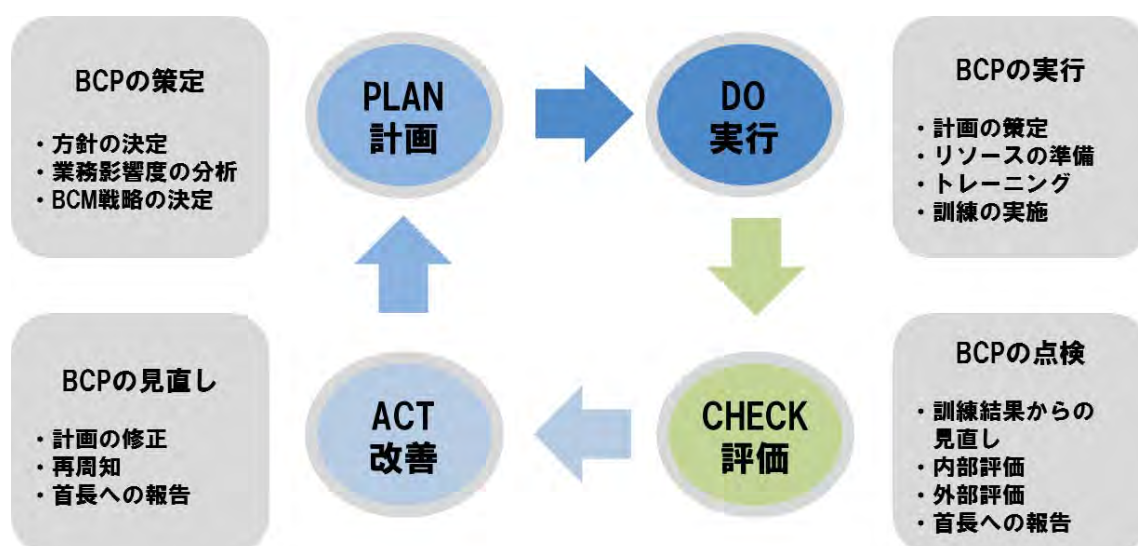 BCPの策定
・方針の決定
・業務影響度の分析
・BCM戦略の決定
PLAN
計画
DO
実行
BCPの実行
・計画の策定
・リソースの準備
・トレーニング
・訓練の実施
BCPの見直し
・計画の修正
・再周知
・首長への報告
ACT
改善
CHECK
評価
BCPの点検
・訓練結果からの
見直し
・内部評価
・外部評価
・首長への報告